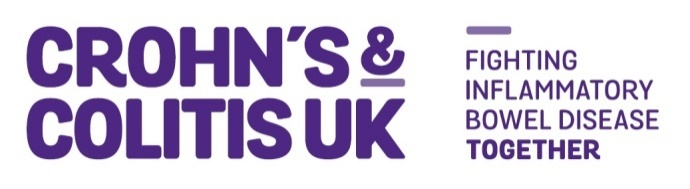 CROHN´S &
COLITIS UK
FIGHTING
INFLAMMATORY
BOWEL DISEASE
TOGETHER